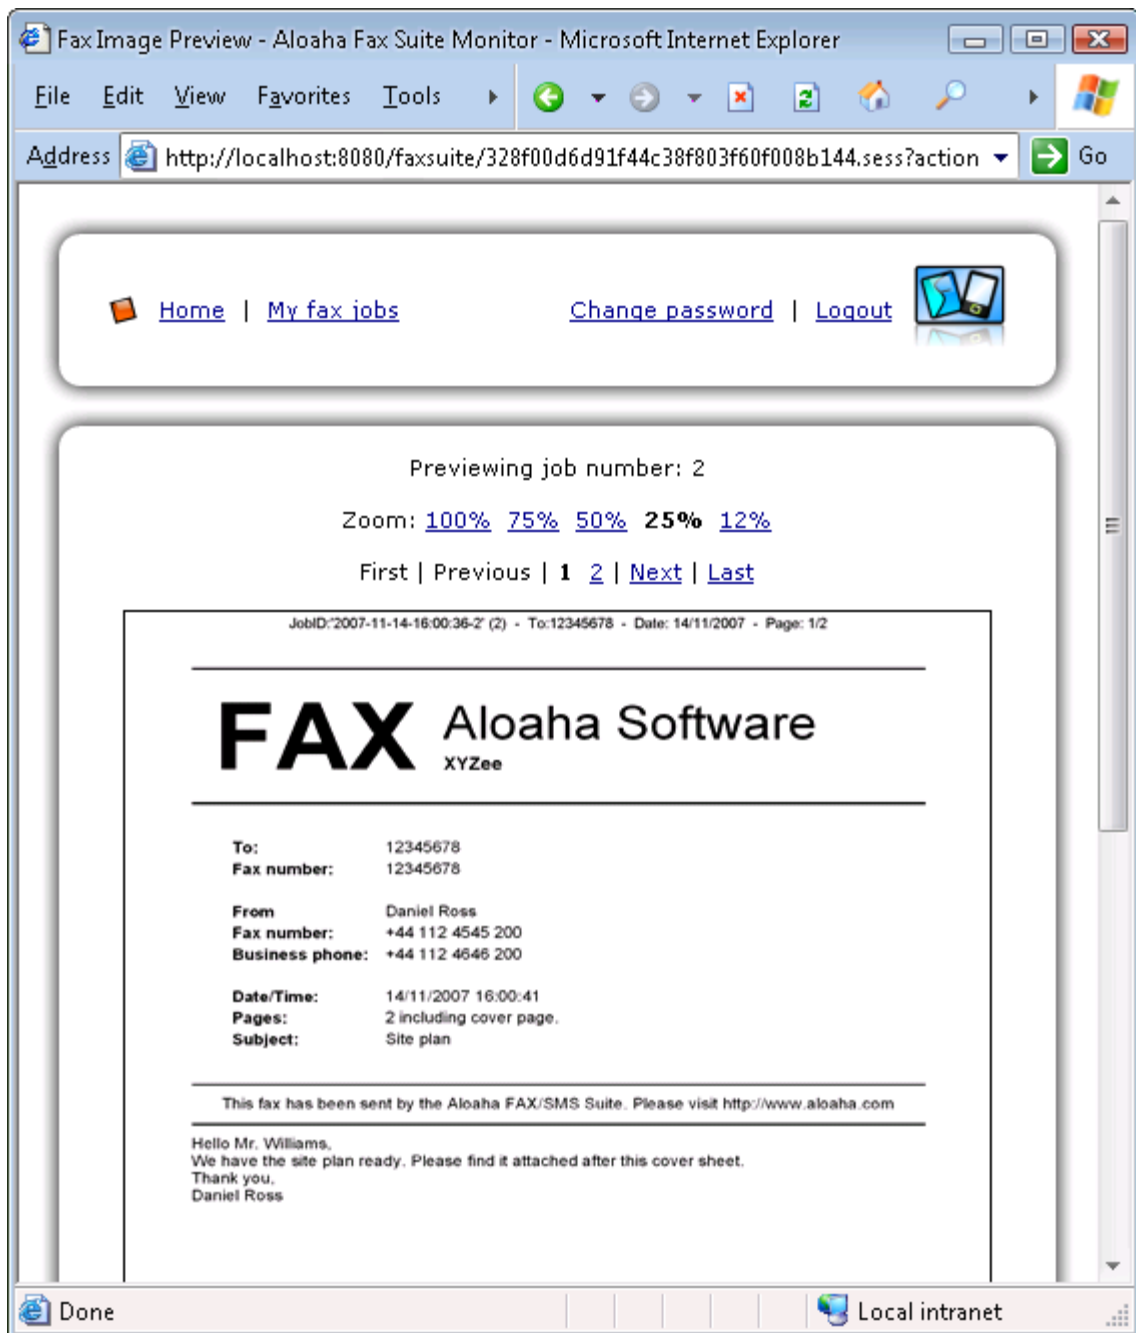 Fax Image Preview - Aloaha Fax Suite Monitor - Microsoft Internet Explorer
File Edit View Favorites Tools
Address http://localhost:8080/faxsuite/328f00d6d91f44c38f803f60f008b144.sess?action Go
Home | My fax jobs Change password | Logout
Previewing job number: 2
Zoom: 100% 75% 50% 25% 12%
First | Previous | 1 2 | Next | Last
JobID:'2007-11-14-16:00:36-2' (2) - To:12345678 - Date: 14/11/2007 - Page: 1/2
FAX Aloaha Software
XYZee
To: 12345678
Fax number: 12345678
From Daniel Ross
Fax number: +44 112 4545 200
Business phone: +44 112 4646 200
Date/Time: 14/11/2007 16:00:41
Pages: 2 including cover page.
Subject: Site plan
This fax has been sent by the Aloaha FAX/SMS Suite. Please visit http://www.aloaha.com
Hello Mr. Williams,
We have the site plan ready. Please find it attached after this cover sheet.
Thank you,
Daniel Ross
Done Local intranet